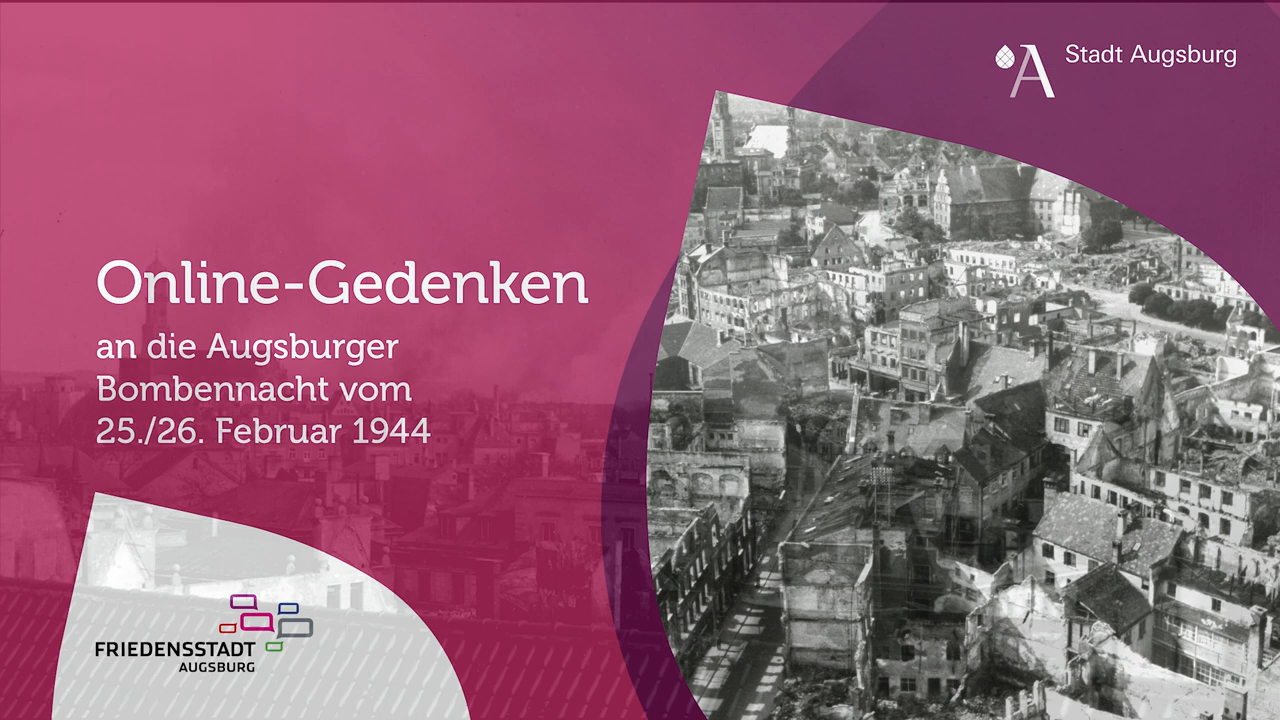 Stadt Augsburg
Online-Gedenken
an die Augsburger
Bombennacht vom
25./26. Februar 1944
FRIEDENSSTADT
AUGSBURG